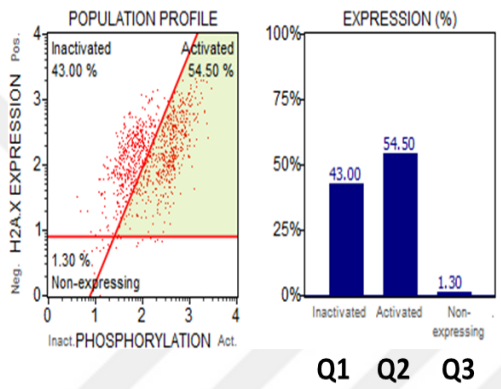 POPULATION PROFILE
Inactivated
43.00 %
Activated
54.50 %
1.30 %
Non-expressing
Neg. H2A.X EXPRESSION Pos.
4
3
2
1
0
0 1 2 3 4
Inact. PHOSPHORYLATION Act.
EXPRESSION (%)
100%
75%
50%
25%
0%
43.00
54.50
1.30
Inactivated Activated Non-
expressing
Q1 Q2 Q3